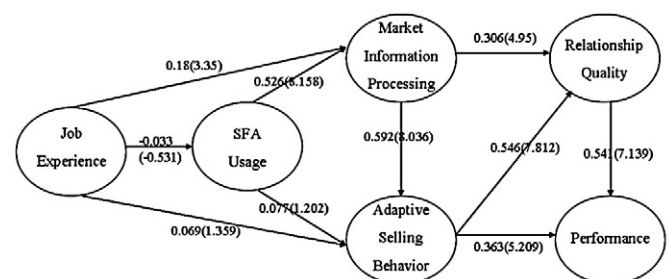 Market
Information
Processing
Relationship
Quality
0.306(4.95)
0.18(3.35)
0.526(6.158)
Job
Experience
-0.033
(-0.531)
SFA
Usage
0.592(8.036)
0.546(7.812)
0.541(7.139)
0.077(1.202)
0.069(1.359)
Adaptive
Selling
Behavior
0.363(5.209)
Performance